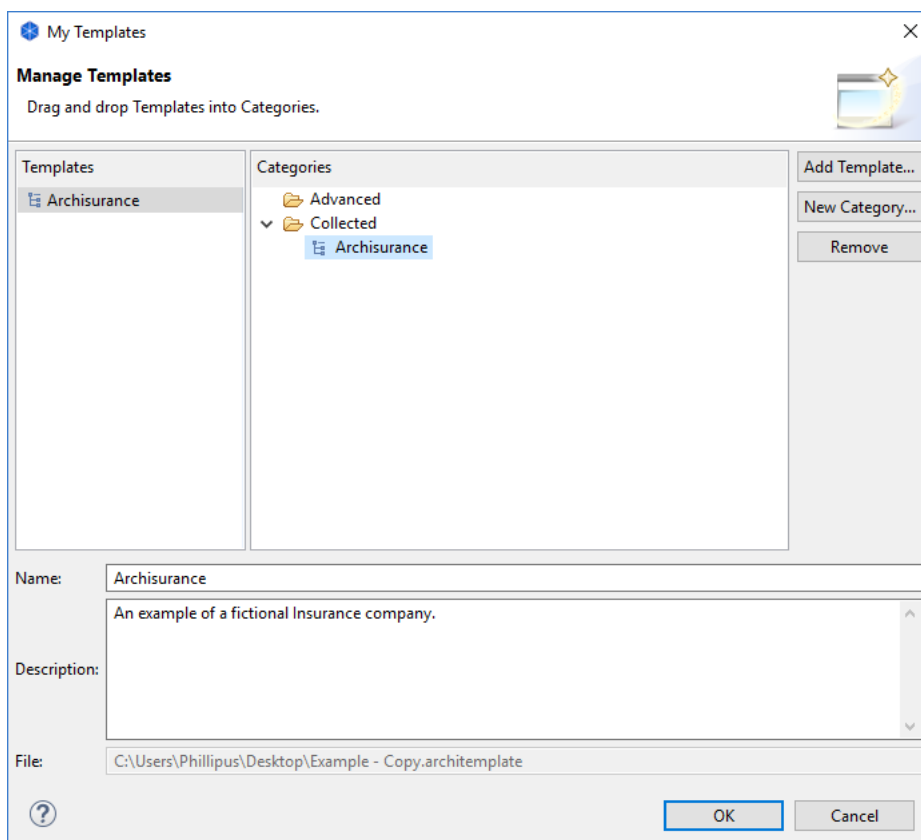 My Templates
Manage Templates
Drag and drop Templates into Categories.
Templates
Archisurance
Categories
Advanced
Collected
Archisurance
Add Template...
New Category...
Remove
Name:
Archisurance
Description:
An example of a fictional Insurance company.
File:
C:\Users\Phillipus\Desktop\Example - Copy.architemplate
?
OK
Cancel